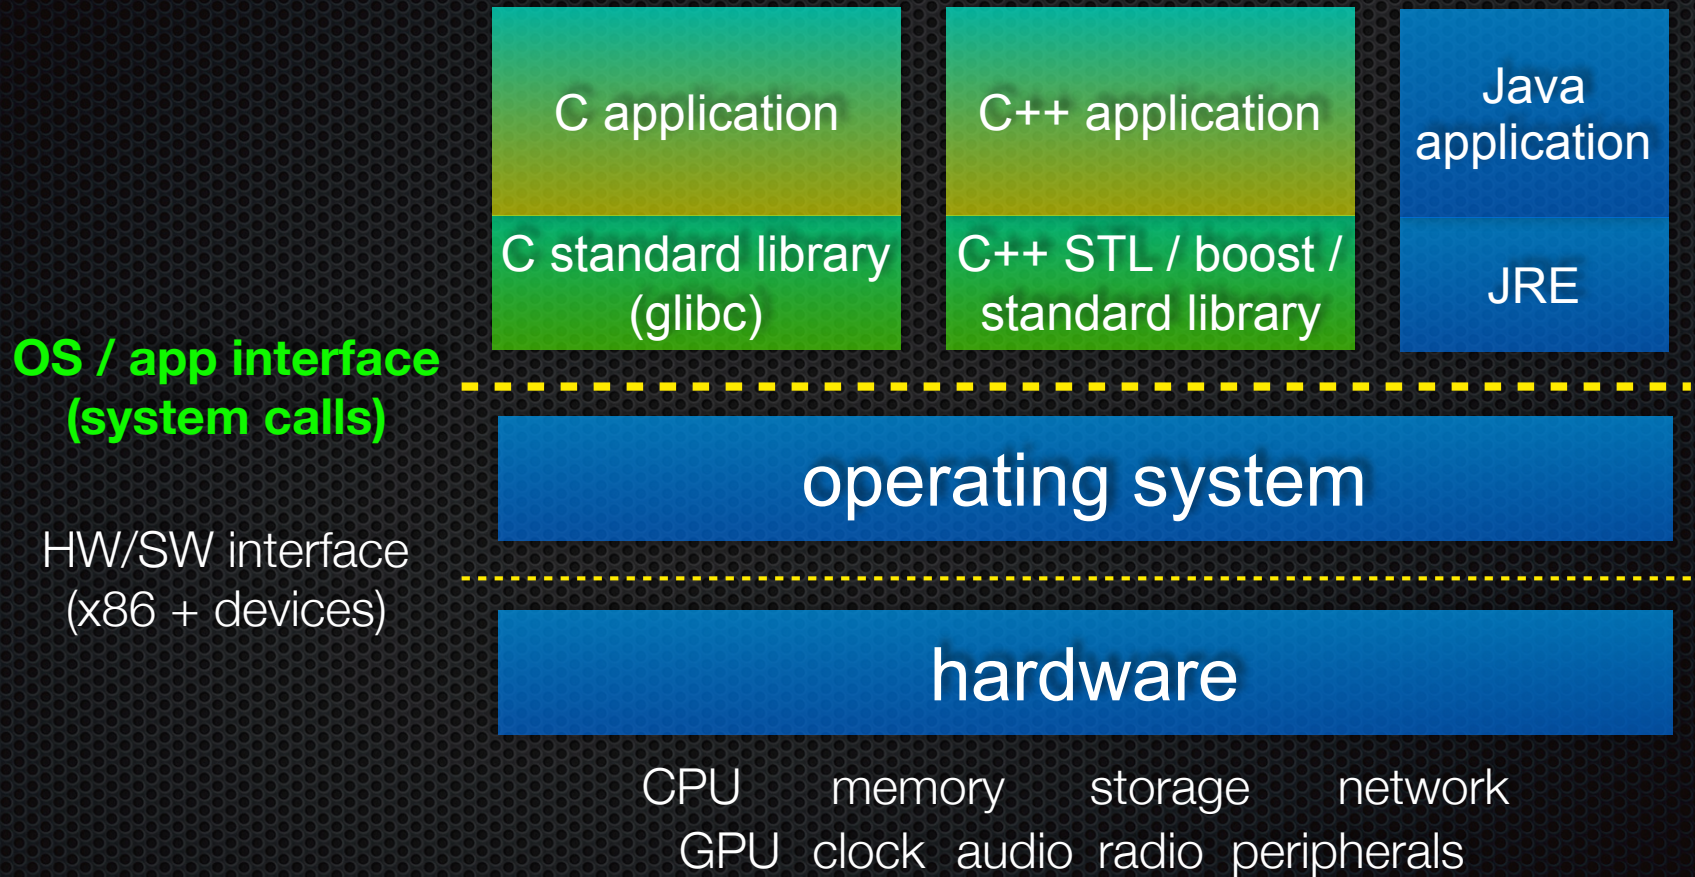 C application
C++ application
Java
application
C standard library
(glibc)
C++ STL / boost /
standard library
JRE
OS / app interface
(system calls)
operating system
HW/SW interface
(x86 + devices)
hardware
CPU memory storage network
GPU clock audio radio peripherals